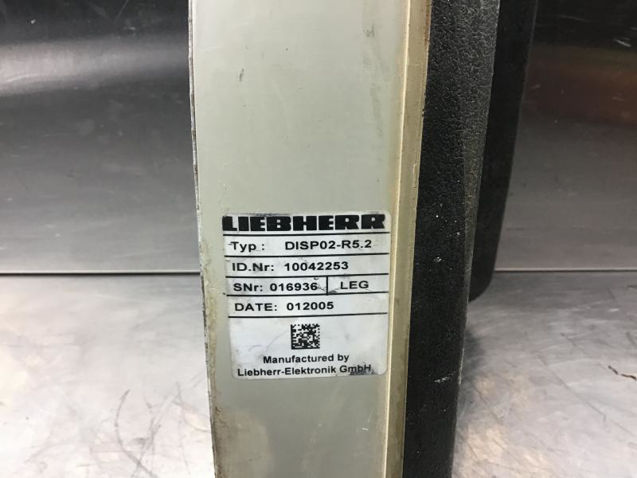 LIEBHERR
Typ : DISP02-R5.2
ID.Nr: 10042253
SNr: 016936 LEG
DATE: 012005
Manufactured by
Liebherr-Elektronik GmbH